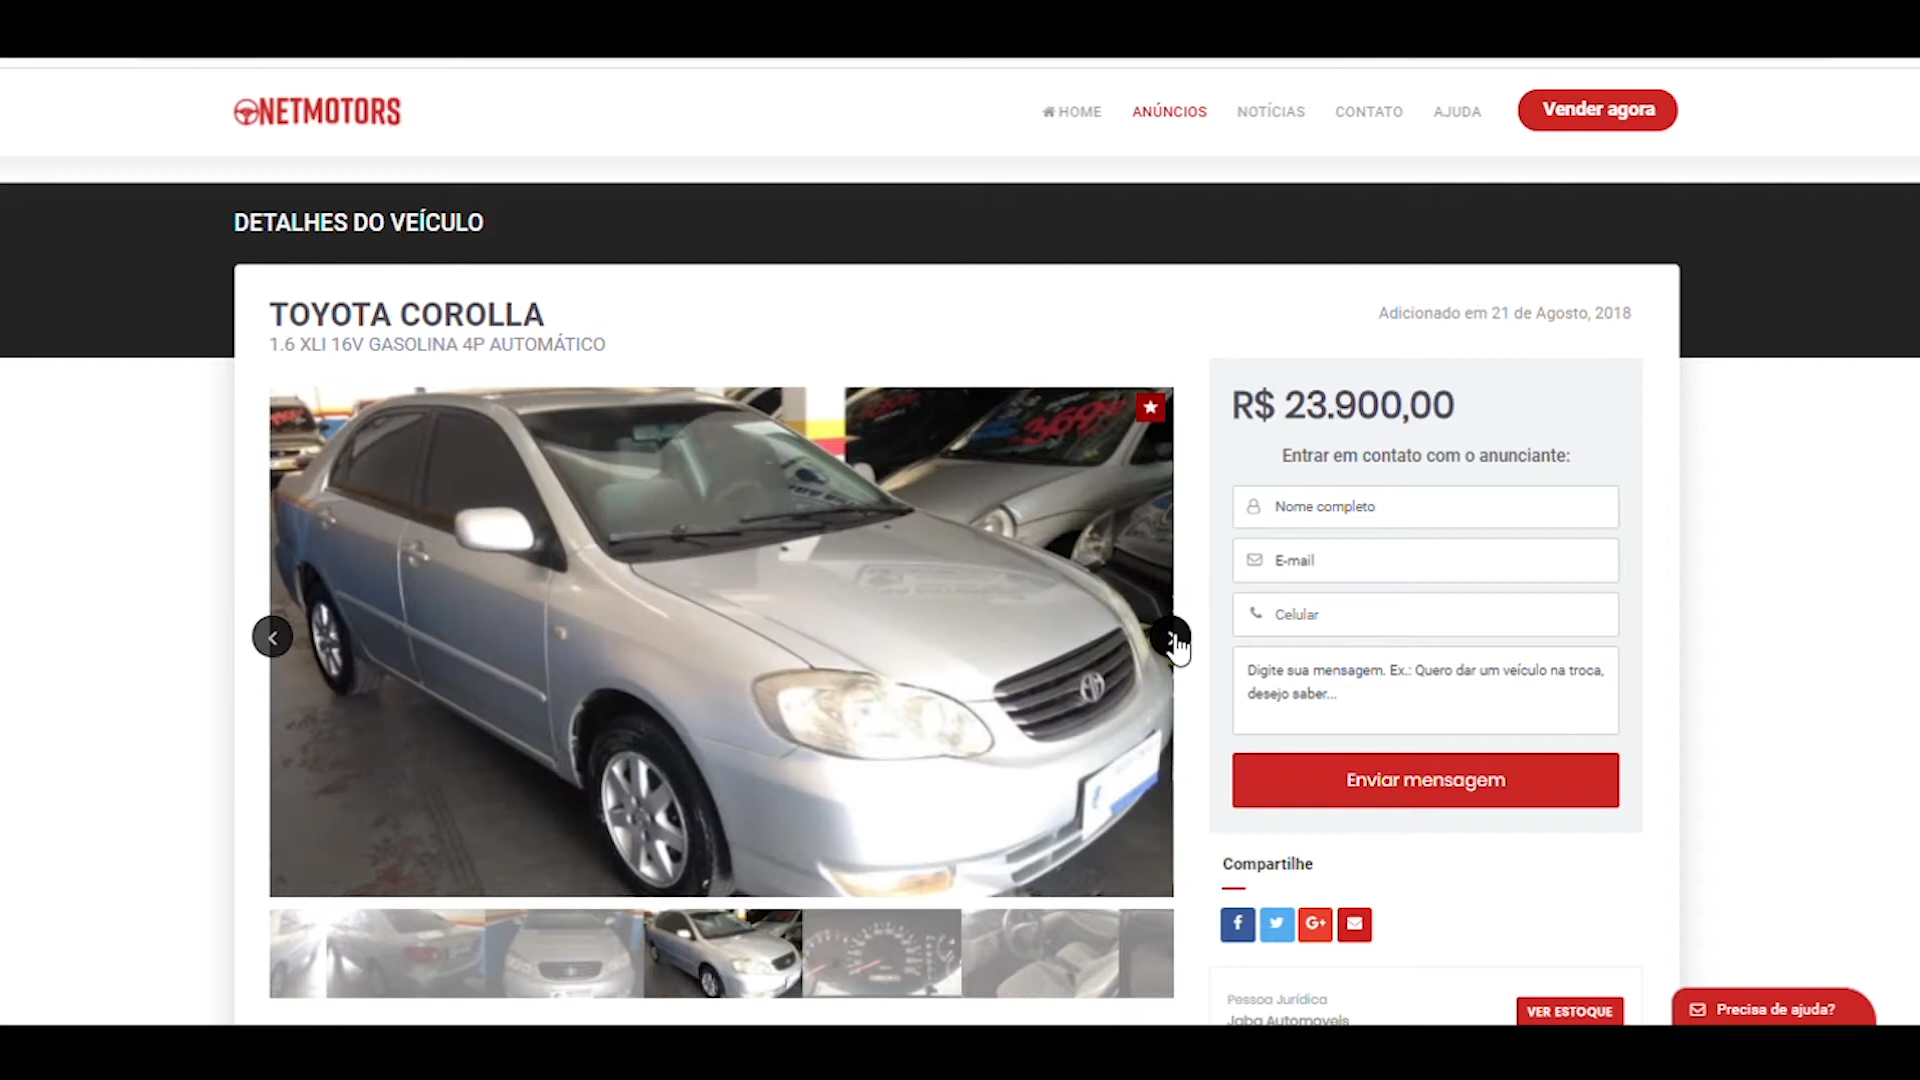 NETMOTORS
HOME
ANÚNCIOS
NOTÍCIAS
CONTATO
AJUDA
Vender agora
DETALHES DO VEÍCULO
TOYOTA COROLLA
1.6 XLI 16V GASOLINA 4P AUTOMÁTICO
Adicionado em 21 de Agosto, 2018
R$ 23.900,00
Entrar em contato com o anunciante:
Nome completo
E-mail
Celular
Digite sua mensagem. Ex.: Quero dar um veículo na troca,
desejo saber...
Enviar mensagem
Compartilhe
Pessoa Jurídica
Jaba Automoveis
VER ESTOQUE
Precisa de ajuda?